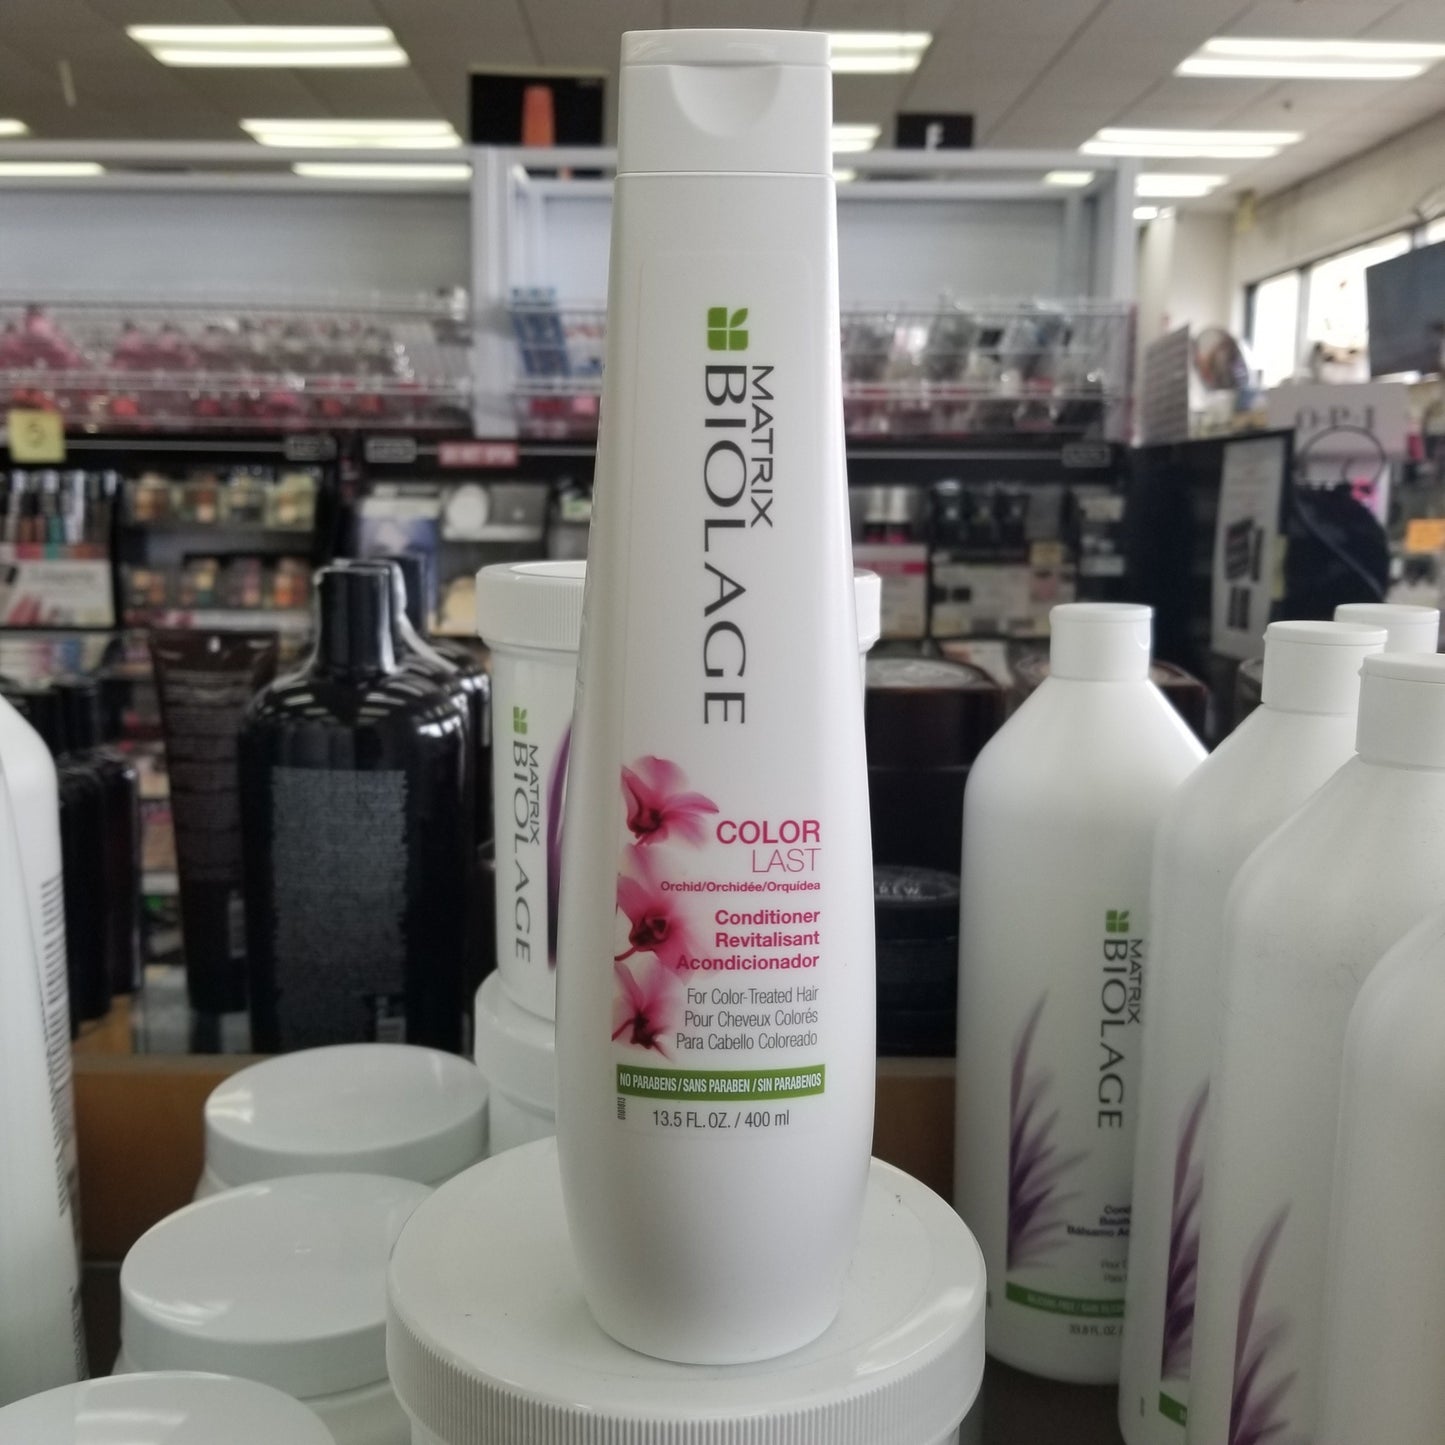 MATRIX
BIOLAGE
COLOR
LAST
Orchid/Orchidée/Orquídea
Conditioner
Revitalisant
Acondicionador
For Color-Treated Hair
Pour Cheveux Colorés
Para Cabello Coloreado
NO PARABENS / SANS PARABEN / SIN PARABENOS
13.5 FL. OZ. / 400 ml
MATRIX
BIOLAGE
MATRIX
BIOLAGE
O·P·I